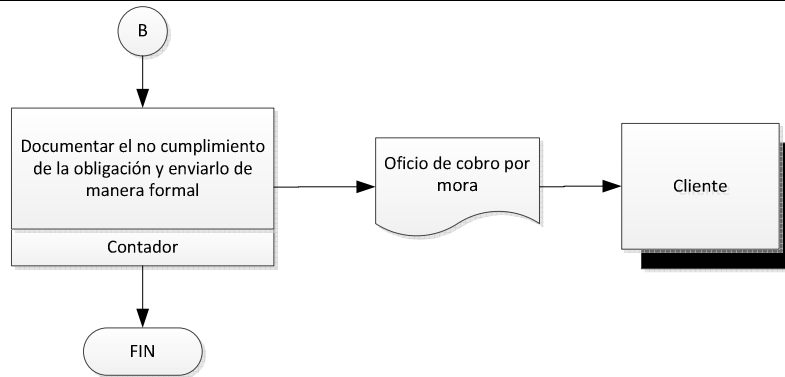 B
Documentar el no cumplimiento
de la obligación y enviarlo de
manera formal
Contador
Oficio de cobro por
mora
Cliente
FIN